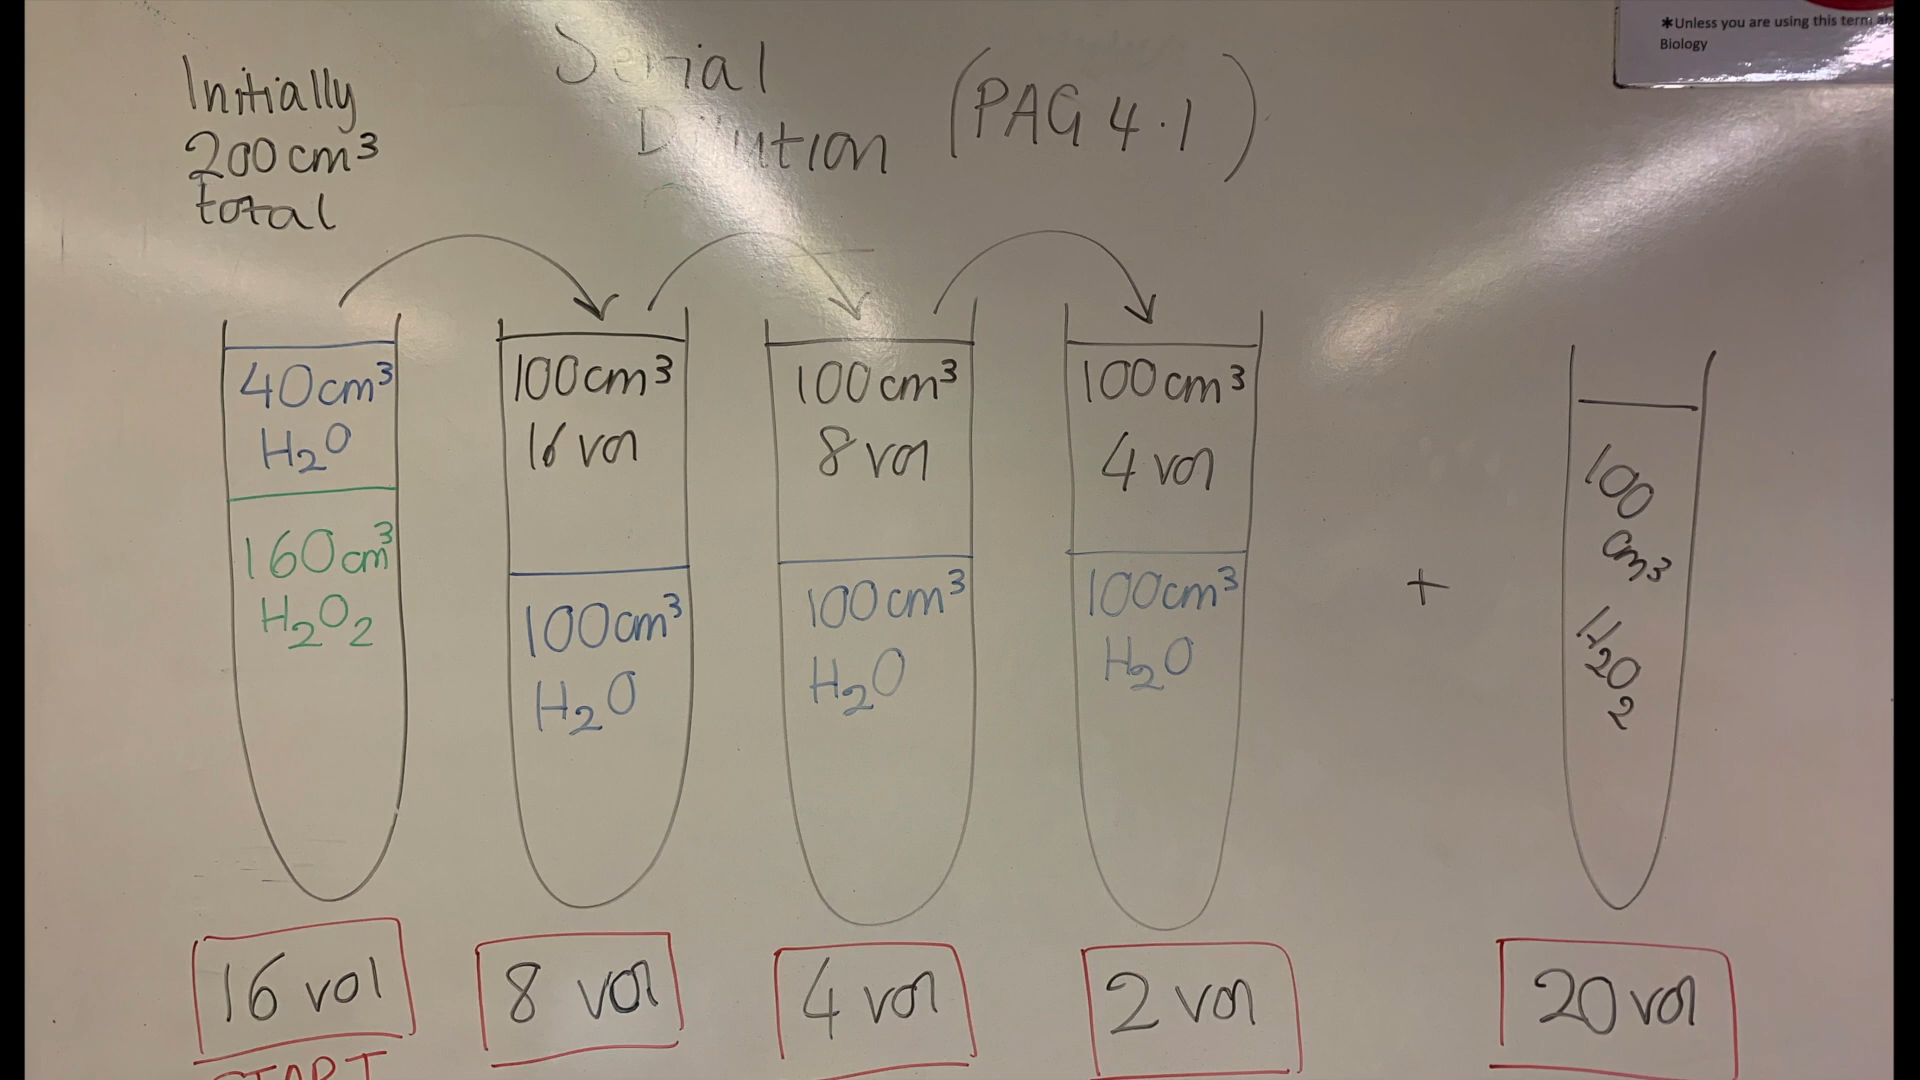 *Unless you are using this term
Biology
Initially
200cm³
total
Serial
Dilution
(PAG 4.1)
40cm³
H₂O
160cm³
H₂O₂
100cm³
16 vol
100cm³
H₂O
100cm³
8 vol
100cm³
H₂O
100cm³
4 vol
100cm³
H₂O
+
100
cm³
H₂O₂
16 vol
8 vol
4 vol
2 vol
20 vol
START